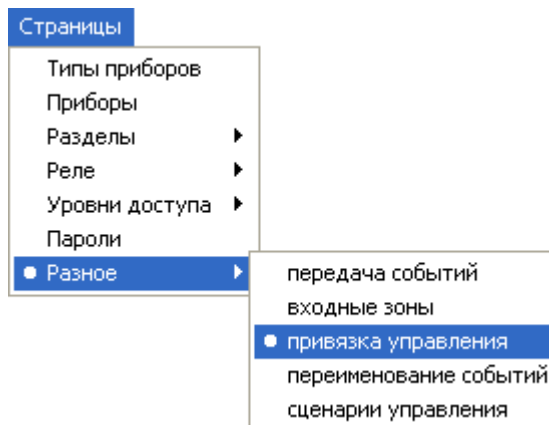 Страницы
Типы приборов
Приборы
Разделы
Реле
Уровни доступа
Пароли
Разное
передача событий
входные зоны
привязка управления
переименование событий
сценарии управления